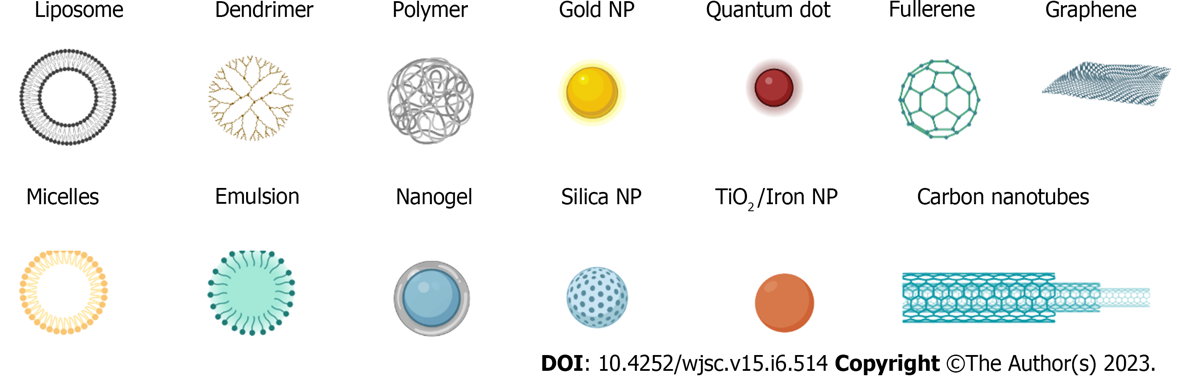 Liposome Dendrimer Polymer Gold NP Quantum dot Fullerene Graphene
Micelles Emulsion Nanogel Silica NP TiO₂/Iron NP Carbon nanotubes
DOI: 10.4252/wjsc.v15.i6.514 Copyright ©The Author(s) 2023.